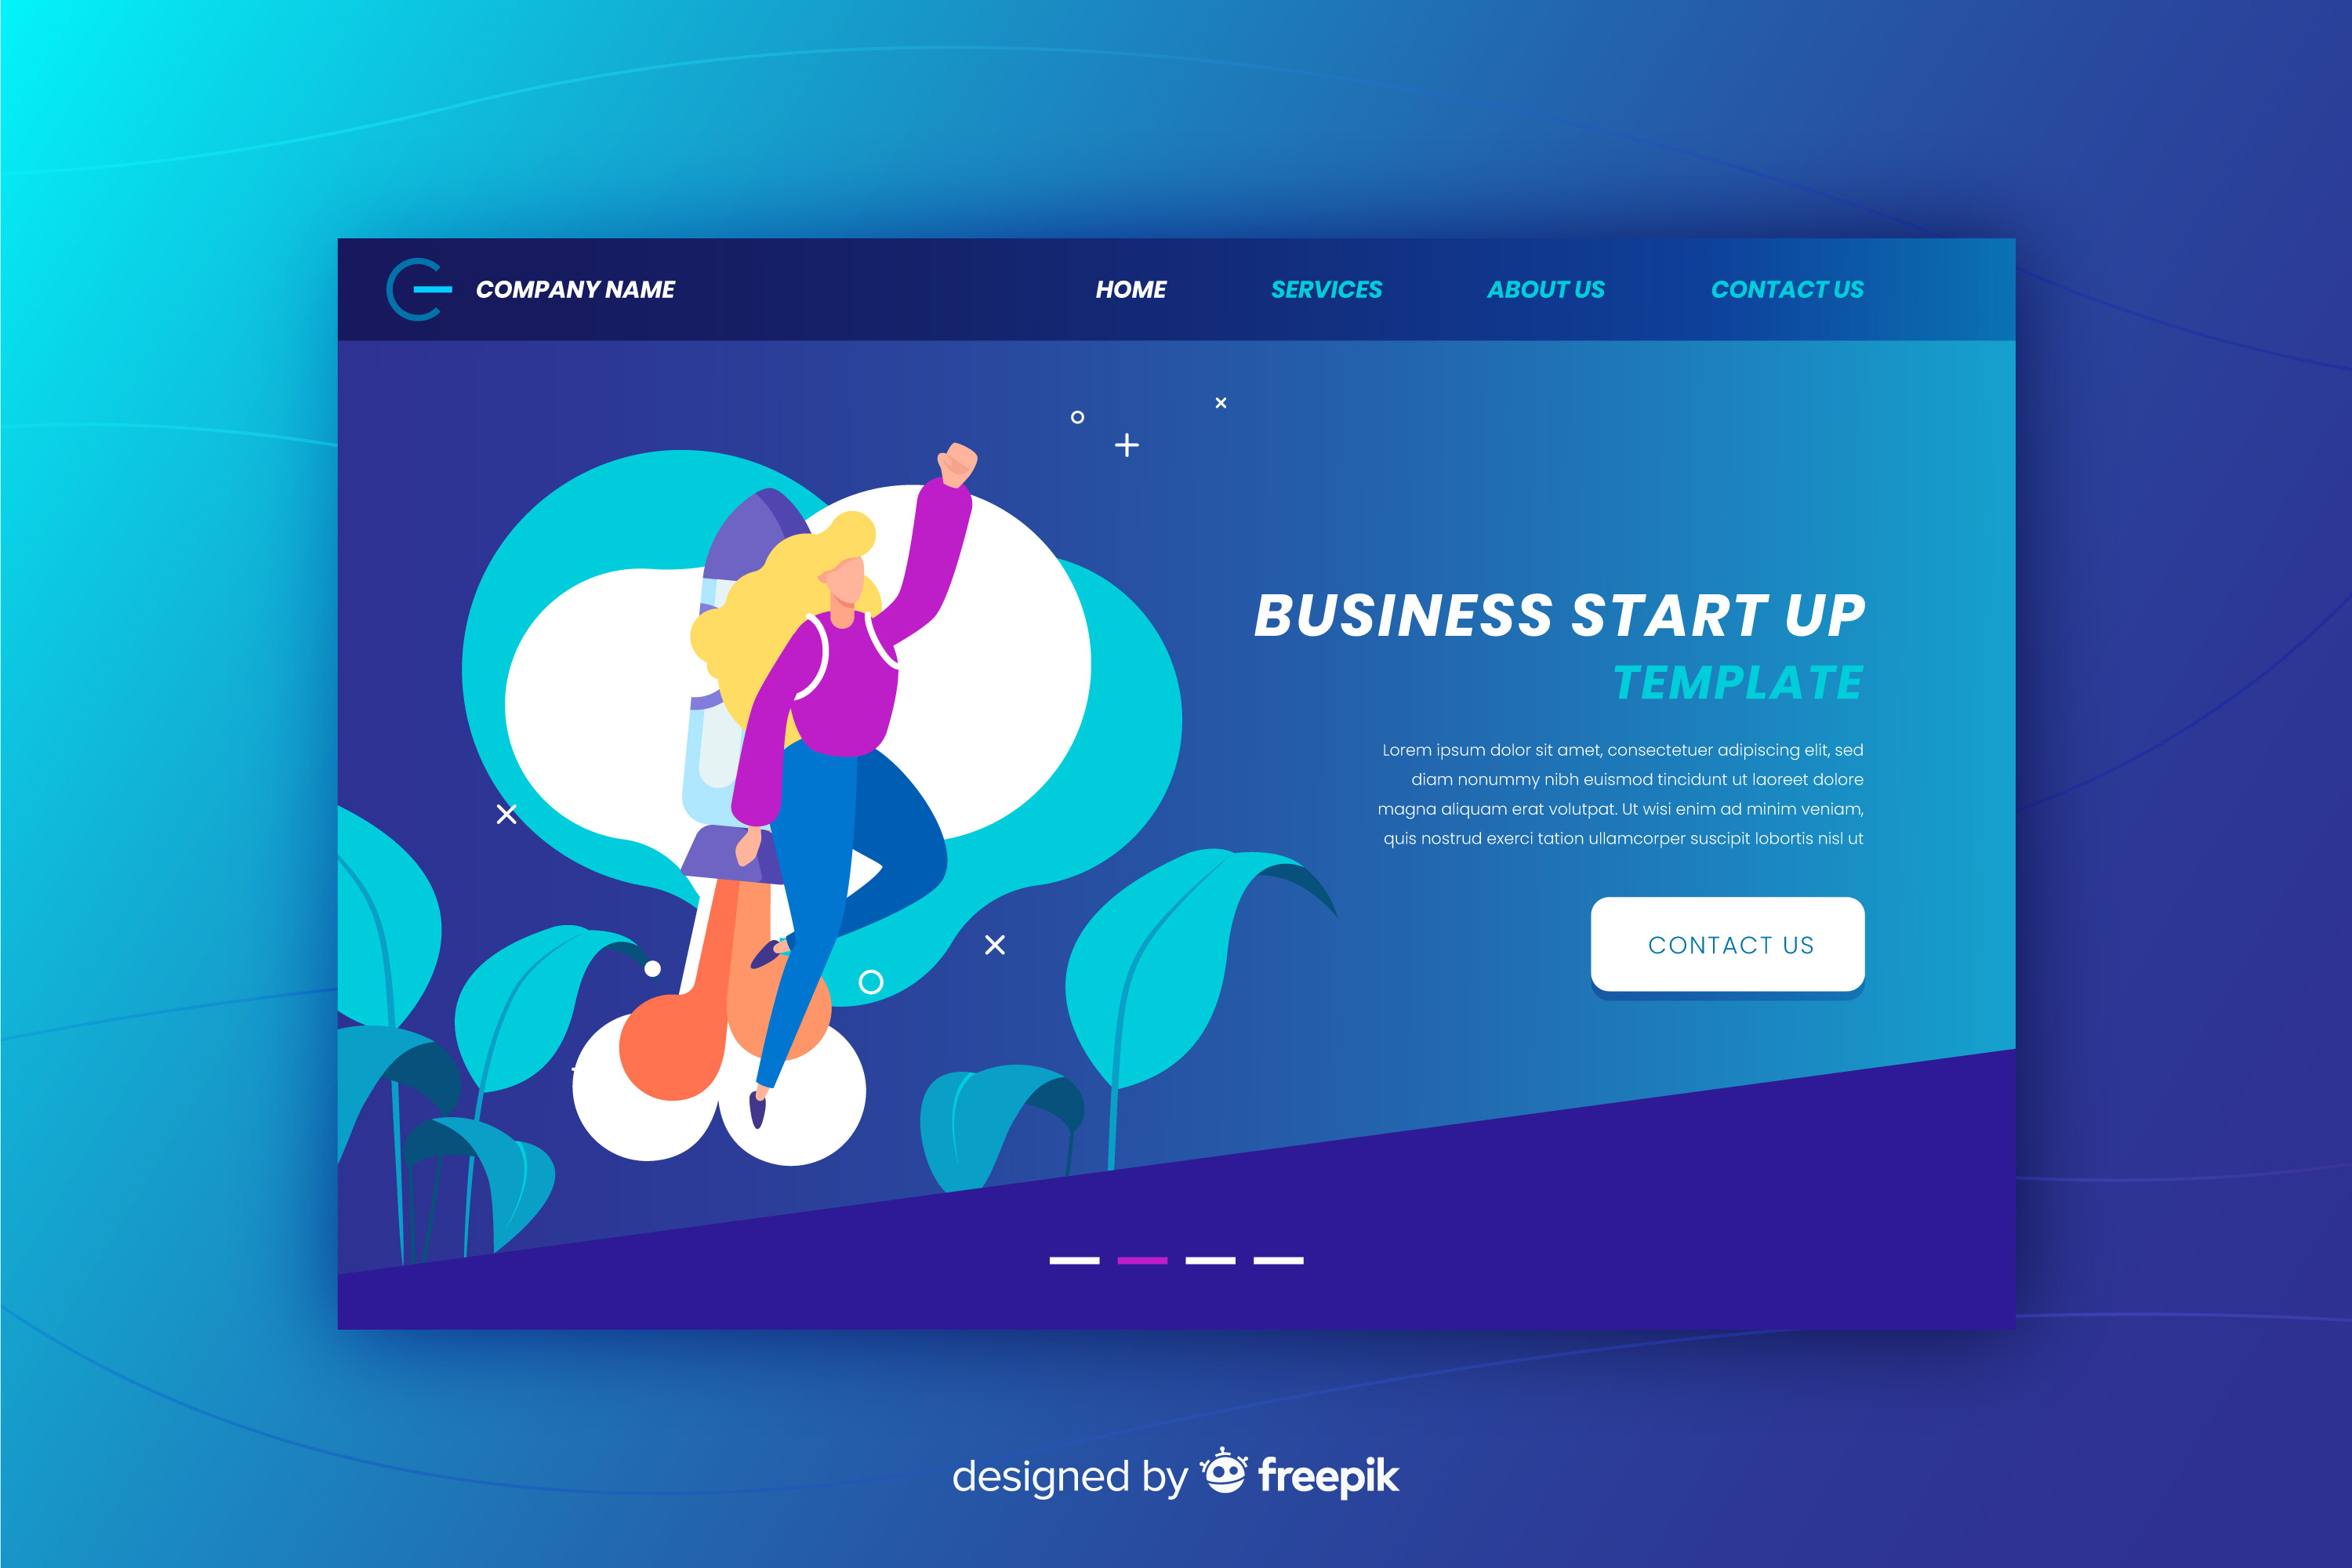 COMPANY NAME
HOME
SERVICES
ABOUT US
CONTACT US
BUSINESS START UP
TEMPLATE
Lorem ipsum dolor sit amet, consectetuer adipiscing elit, sed
diam nonummy nibh euismod tincidunt ut laoreet dolore
magna aliquam erat volutpat. Ut wisi enim ad minim veniam,
quis nostrud exerci tation ullamcorper suscipit lobortis nisl ut
CONTACT US
designed by freepik